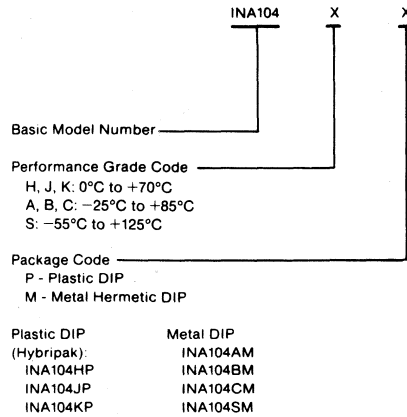 INA104 X X
Basic Model Number
Performance Grade Code
H, J, K: 0°C to +70°C
A, B, C: −25°C to +85°C
S: −55°C to +125°C
Package Code
P - Plastic DIP
M - Metal Hermetic DIP
Plastic DIP Metal DIP
(Hybripak): INA104AM
INA104HP INA104BM
INA104JP INA104CM
INA104KP INA104SM